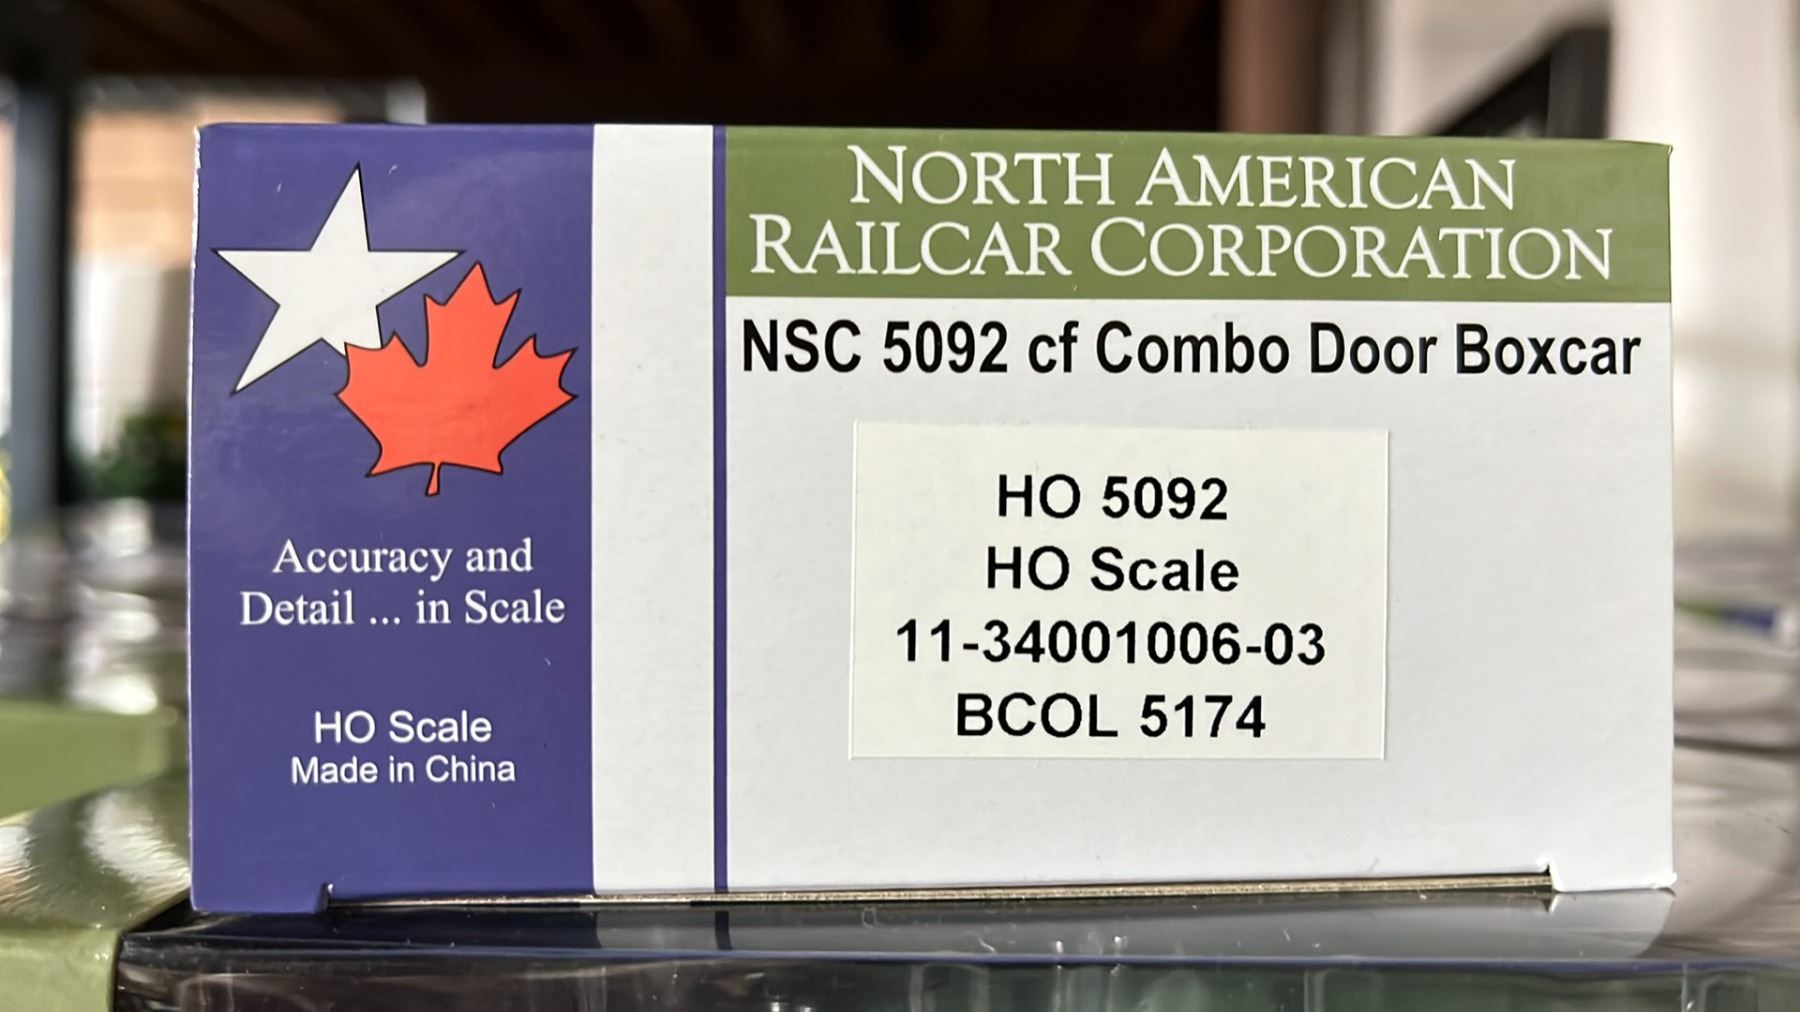 NORTH AMERICAN
RAILCAR CORPORATION
NSC 5092 cf Combo Door Boxcar
HO 5092
HO Scale
11-34001006-03
BCOL 5174
Accuracy and
Detail ... in Scale
HO Scale
Made in China